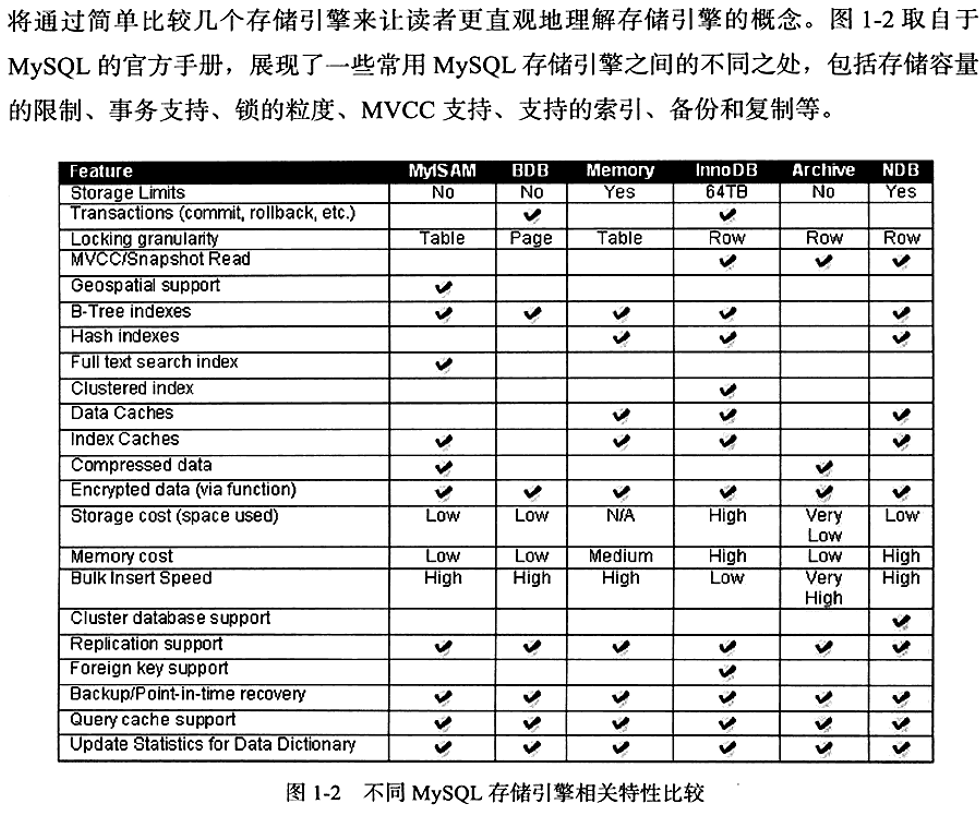 将通过简单比较几个存储引擎来让读者更直观地理解存储引擎的概念。图 1-2 取自于
MySQL 的官方手册，展现了一些常用 MySQL 存储引擎之间的不同之处，包括存储容量
的限制、事务支持、锁的粒度、MVCC 支持、支持的索引、备份和复制等。
Feature MyISAM BDB Memory InnoDB Archive NDB
Storage Limits No No Yes 64TB No Yes
Transactions (commit, rollback, etc.) ✔ ✔
Locking granularity Table Page Table Row Row Row
MVCC/Snapshot Read ✔ ✔ ✔
Geospatial support ✔
B-Tree indexes ✔ ✔ ✔ ✔ ✔
Hash indexes ✔ ✔ ✔
Full text search index ✔
Clustered index ✔
Data Caches ✔ ✔ ✔
Index Caches ✔ ✔ ✔ ✔
Compressed data ✔ ✔
Encrypted data (via function) ✔ ✔ ✔ ✔ ✔ ✔
Storage cost (space used) Low Low N/A High Very Low Low
Memory cost Low Low Medium High Low High
Bulk Insert Speed High High High Low Very High High
Cluster database support ✔
Replication support ✔ ✔ ✔ ✔ ✔ ✔
Foreign key support ✔
Backup/Point-in-time recovery ✔ ✔ ✔ ✔ ✔ ✔
Query cache support ✔ ✔ ✔ ✔ ✔ ✔
Update Statistics for Data Dictionary ✔ ✔ ✔ ✔ ✔ ✔
图 1-2 不同 MySQL 存储引擎相关特性比较